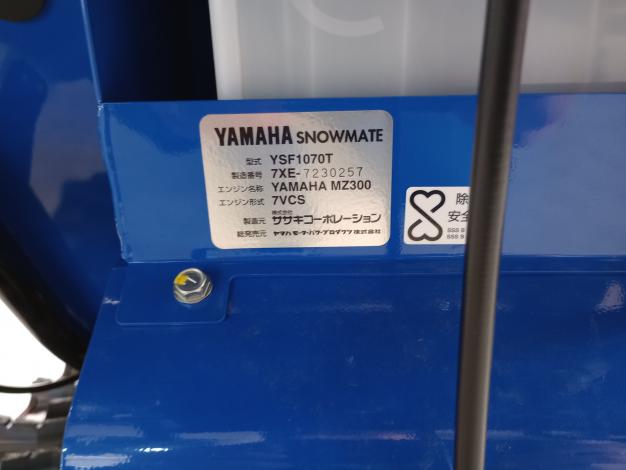 YAMAHA SNOWMATE
型式 YSF1070T
製造番号 7XE-7230257
エンジン名称 YAMAHA MZ300
エンジン形式 7VCS
製造元 株式会社 ササキコーポレーション
総発売元 ヤマハモーターパワープロダクツ株式会社
除
安全
SSS
SSS